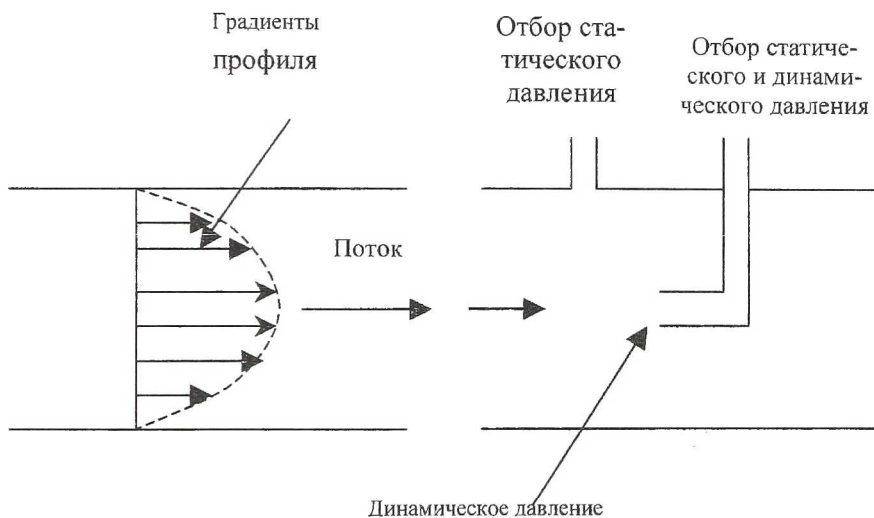 Градиенты
профиля
Отбор ста-
тического
давления
Отбор статиче-
ского и динами-
ческого давления
Поток
Динамическое давление